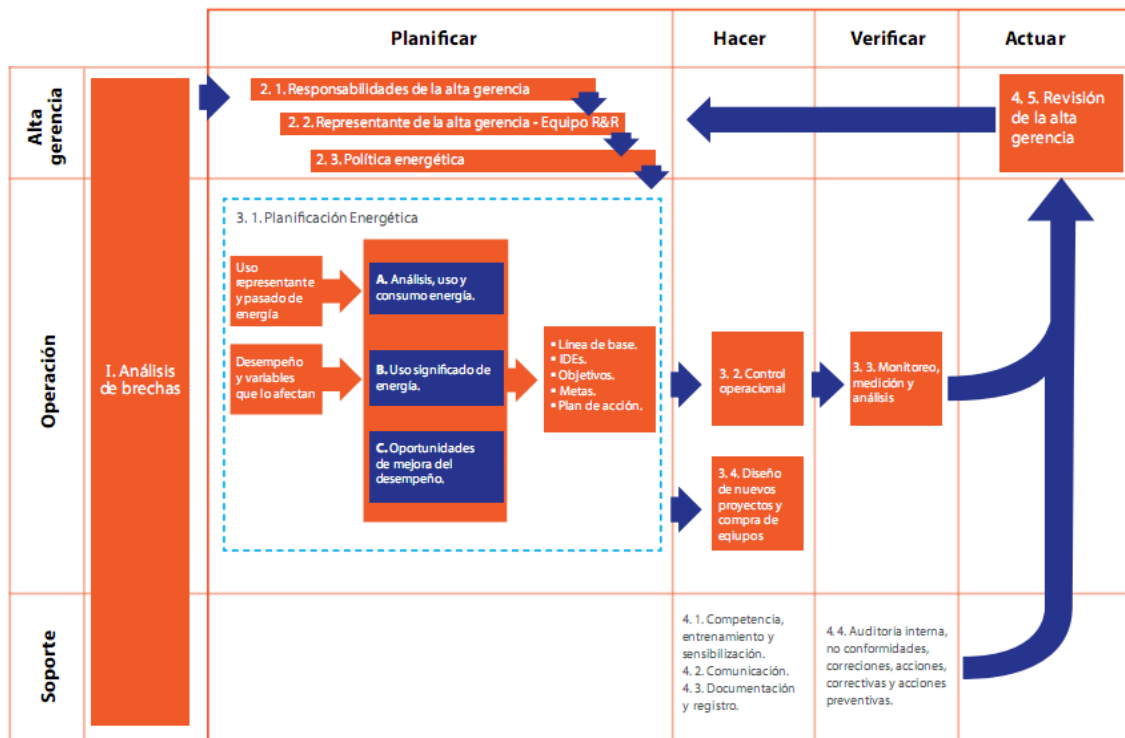 Planificar
Hacer
Verificar
Actuar
Alta
gerencia
2. 1. Responsabilidades de la alta gerencia
2. 2. Representante de la alta gerencia - Equipo R&R
2. 3. Política energética
4. 5. Revisión
de la alta
gerencia
Operación
I. Análisis
de brechas
3. 1. Planificación Energética
Uso
representante
y pasado de
energía
Desempeño
y variables
que lo afectan
A. Análisis, uso y
consumo energía.
B. Uso significado de
energía.
C. Oportunidades
de mejora del
desempeño.
▪ Línea de base.
▪ IDEs.
▪ Objetivos.
▪ Metas.
▪ Plan de acción.
3. 2. Control
operacional
3. 3. Monitoreo,
medición y
análisis
3. 4. Diseño
de nuevos
proyectos y
compra de
eqiupos
Soporte
4. 1. Competencia,
entrenamiento y
sensibilización.
4. 2. Comunicación.
4. 3. Documentación
y registro.
4. 4. Auditoría interna,
no conformidades,
correciones, acciones,
correctivas y acciones
preventivas.